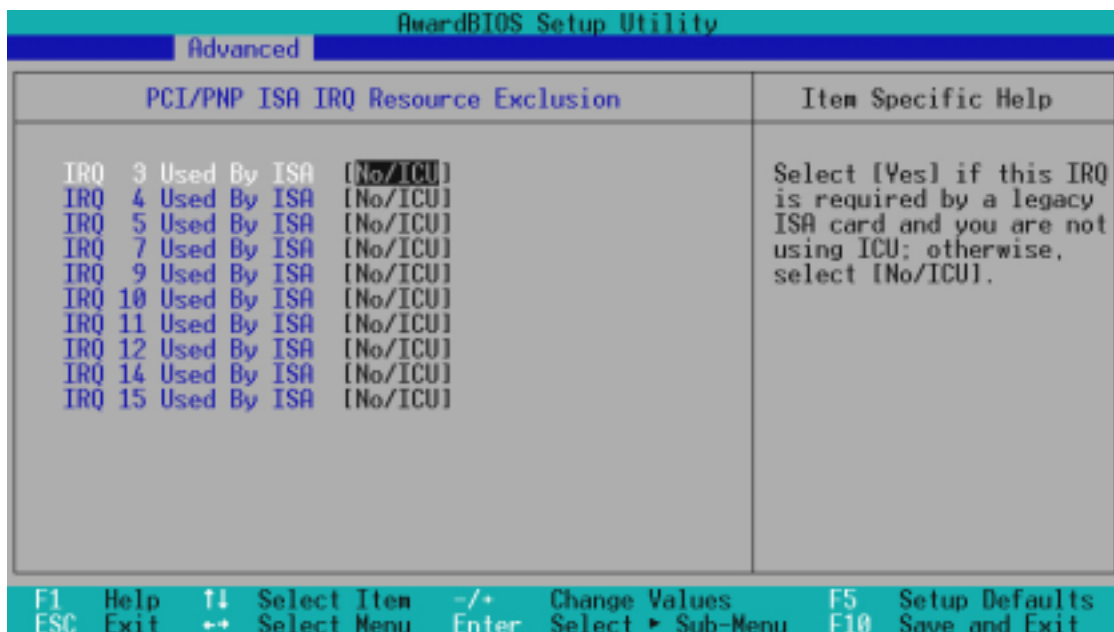 AwardBIOS Setup Utility
Advanced
PCI/PNP ISA IRQ Resource Exclusion
IRQ 3 Used By ISA [No/ICU]
IRQ 4 Used By ISA [No/ICU]
IRQ 5 Used By ISA [No/ICU]
IRQ 7 Used By ISA [No/ICU]
IRQ 9 Used By ISA [No/ICU]
IRQ 10 Used By ISA [No/ICU]
IRQ 11 Used By ISA [No/ICU]
IRQ 12 Used By ISA [No/ICU]
IRQ 14 Used By ISA [No/ICU]
IRQ 15 Used By ISA [No/ICU]
Item Specific Help
Select [Yes] if this IRQ
is required by a legacy
ISA card and you are not
using ICU; otherwise,
select [No/ICU].
F1 Help ↑↓ Select Item -/+ Change Values F5 Setup Defaults
ESC Exit ←→ Select Menu Enter Select ► Sub-Menu F10 Save and Exit